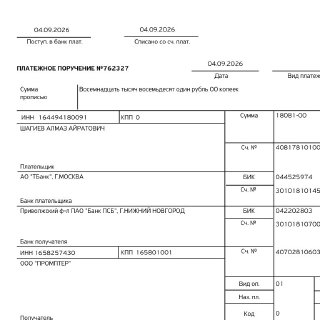 04.09.2026 04.09.2026
Поступ. в банк плат. Списано со сч. плат.
04.09.2026
ПЛАТЕЖНОЕ ПОРУЧЕНИЕ №762327
Дата Вид платеж
Сумма прописью Восемнадцать тысяч восемьдесят один рубль 00 копеек
ИНН 164494180091 КПП 0 Сумма 18081-00
ШАГИЕВ АЛМАЗ АЙРАТОВИЧ
Сч. № 40817810100
Плательщик
АО "ТБанк", Г.МОСКВА БИК 044525974
Сч. № 30101810145
Банк плательщика
Приволжский ф-л ПАО "Банк ПСБ", Г.НИЖНИЙ НОВГОРОД БИК 042202803
Сч. № 30101810700
Банк получателя
ИНН 1658257430 КПП 165801001 Сч. № 40702810603
ООО "ПРОМПТЕР"
Вид оп. 01
Наз. пл.
Код 0
Получатель